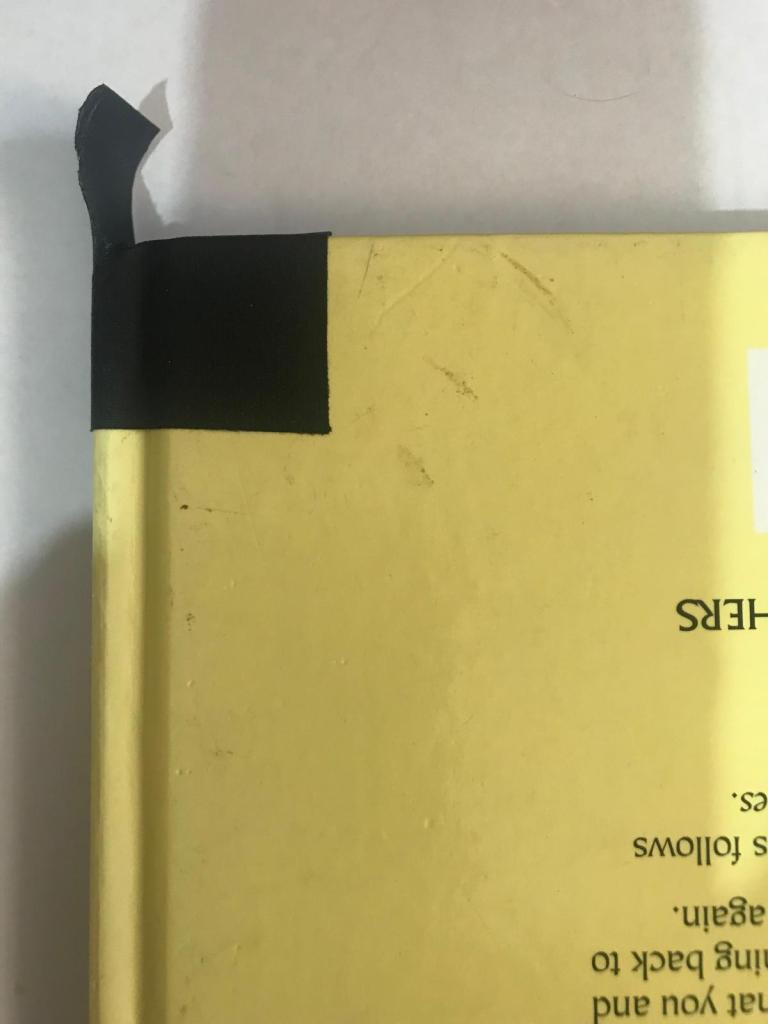 hat you and
ning back to
again.
s follows
es.
HERS